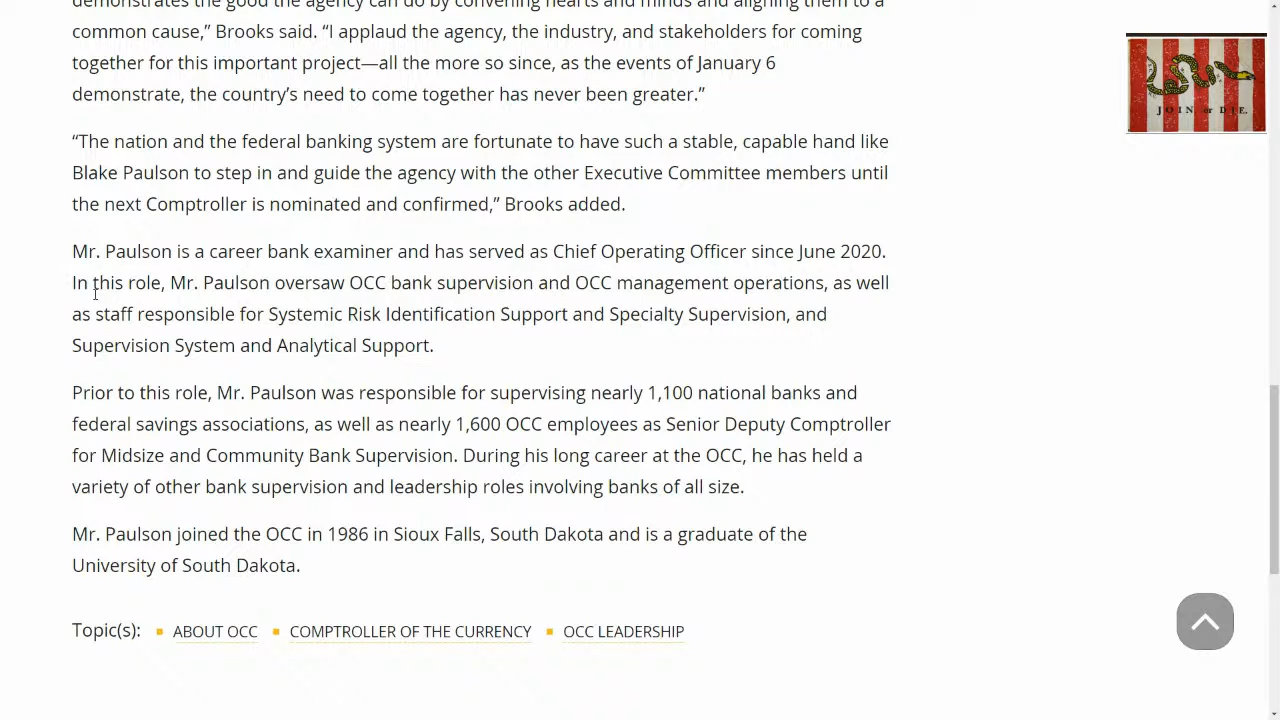 demonstrates the good the agency can do by convening hearts and minds and aligning them to a
common cause,” Brooks said. “I applaud the agency, the industry, and stakeholders for coming
together for this important project—all the more so since, as the events of January 6
demonstrate, the country’s need to come together has never been greater.”
“The nation and the federal banking system are fortunate to have such a stable, capable hand like
Blake Paulson to step in and guide the agency with the other Executive Committee members until
the next Comptroller is nominated and confirmed,” Brooks added.
Mr. Paulson is a career bank examiner and has served as Chief Operating Officer since June 2020.
In this role, Mr. Paulson oversaw OCC bank supervision and OCC management operations, as well
as staff responsible for Systemic Risk Identification Support and Specialty Supervision, and
Supervision System and Analytical Support.
Prior to this role, Mr. Paulson was responsible for supervising nearly 1,100 national banks and
federal savings associations, as well as nearly 1,600 OCC employees as Senior Deputy Comptroller
for Midsize and Community Bank Supervision. During his long career at the OCC, he has held a
variety of other bank supervision and leadership roles involving banks of all size.
Mr. Paulson joined the OCC in 1986 in Sioux Falls, South Dakota and is a graduate of the
University of South Dakota.
Topic(s): ABOUT OCC COMPTROLLER OF THE CURRENCY OCC LEADERSHIP
JOIN or DIE.